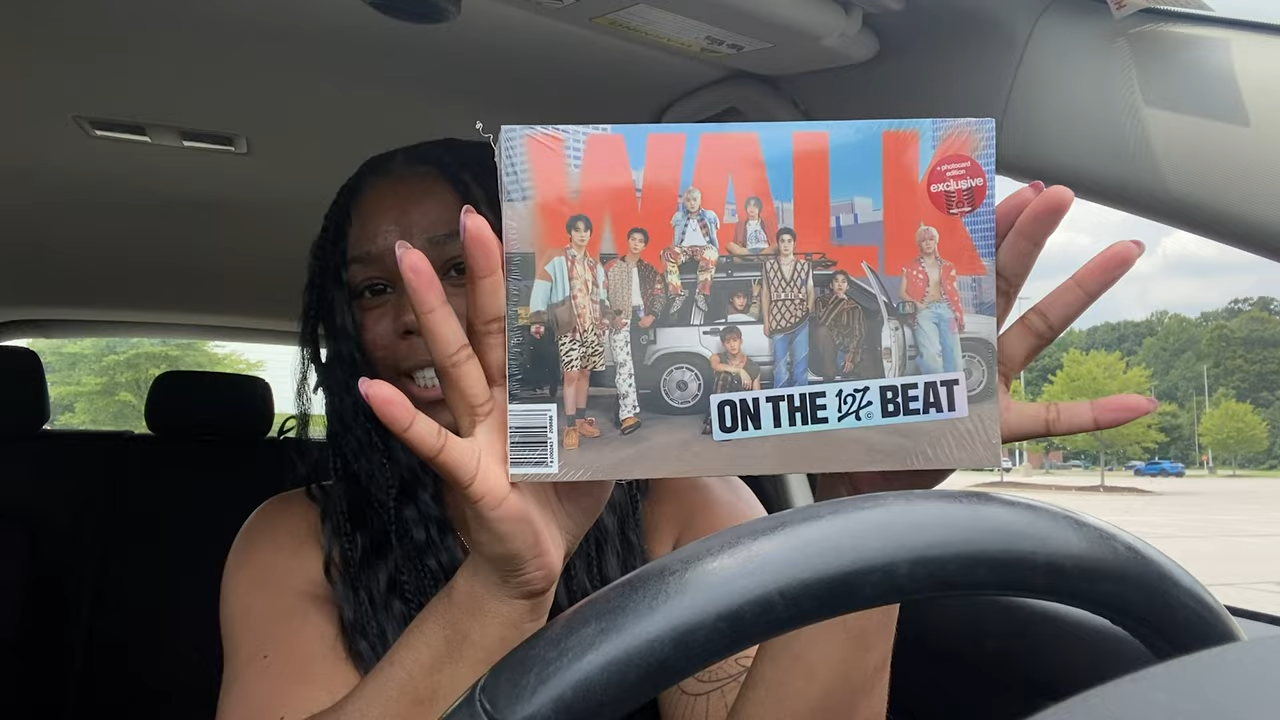 WALK
+ photocard
edition
exclusive
ON THE 127 BEAT